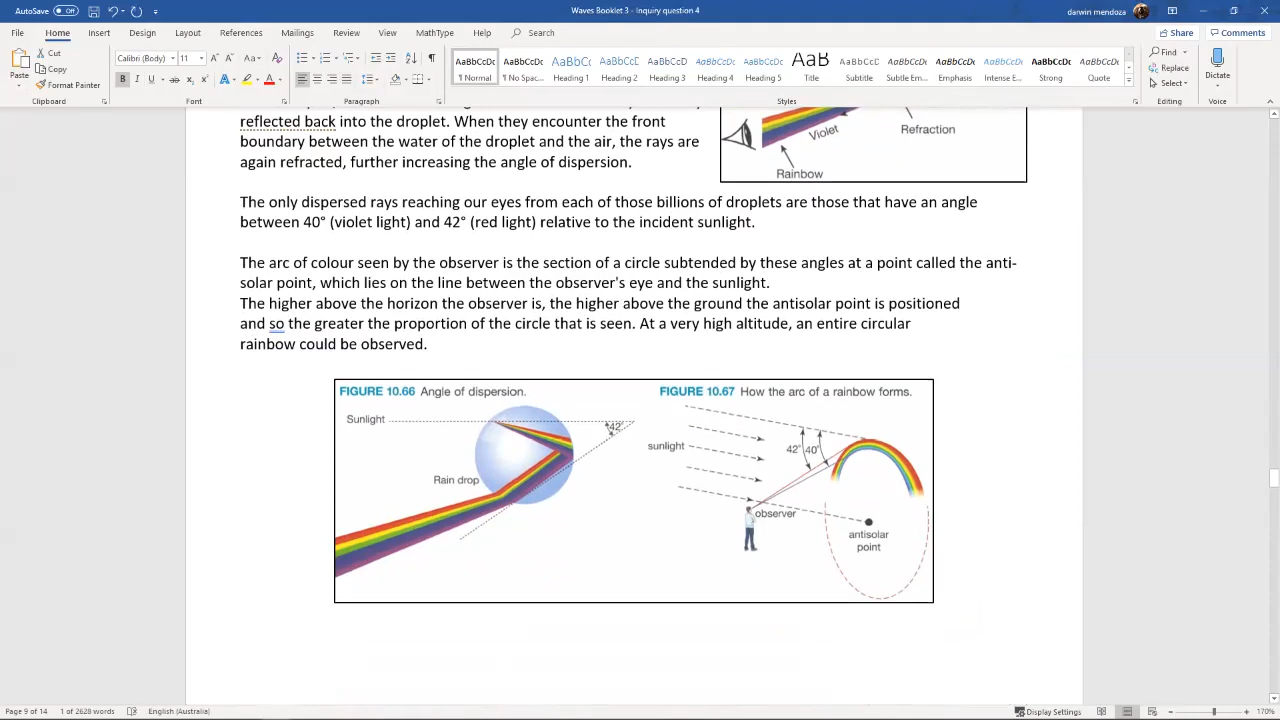 AutoSave Off
Waves Booklet 3 - Inquiry question 4
darwin mendoza
File Home Insert Design Layout References Mailings Review View MathType Help Search
Share Comments
Paste
Cut
Copy
Format Painter
Calibri (Body) 11
B I U ab x₂ x² A A
AaBbCcDc AaBbCcDc AaBbCc AaBbCcD AaBbCcD AaBbCcDc AaBbCcDc AaB AaBbCcD AaBbCcDc AaBbCcDc AaBbCcDc AaBbCcDc AaBbCcDc
¶ Normal ¶ No Spac... Heading 1 Heading 2 Heading 3 Heading 4 Heading 5 Title Subtitle Subtle Em... Emphasis Intense E... Strong Quote
Find
Replace
Select
Dictate
Clipboard Font Paragraph Styles Editing Voice
reflected back into the droplet. When they encounter the front
boundary between the water of the droplet and the air, the rays are
again refracted, further increasing the angle of dispersion.
Violet
Refraction
Rainbow
The only dispersed rays reaching our eyes from each of those billions of droplets are those that have an angle
between 40° (violet light) and 42° (red light) relative to the incident sunlight.
The arc of colour seen by the observer is the section of a circle subtended by these angles at a point called the anti-
solar point, which lies on the line between the observer's eye and the sunlight.
The higher above the horizon the observer is, the higher above the ground the antisolar point is positioned
and so the greater the proportion of the circle that is seen. At a very high altitude, an entire circular
rainbow could be observed.
FIGURE 10.66 Angle of dispersion.
Sunlight
42°
Rain drop
FIGURE 10.67 How the arc of a rainbow forms.
sunlight
42° 40°
observer
antisolar
point
Page 9 of 14 1 of 2628 words English (Australia)
Display Settings
170%